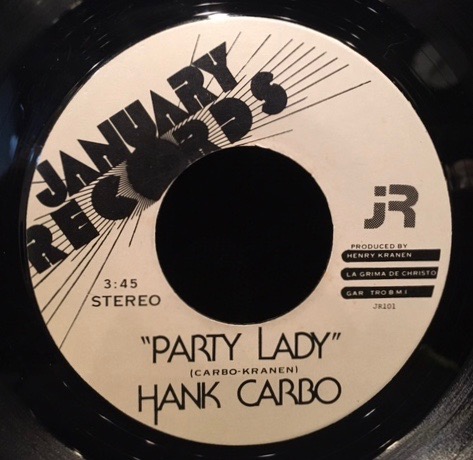 JANUARY
RECORDS
JR
PRODUCED BY
HENRY KRANEN
LA GRIMA DE CHRISTO
GAR TRO B.M.I.
JR101
3:45
STEREO
"PARTY LADY"
(CARBO-KRANEN)
HANK CARBO